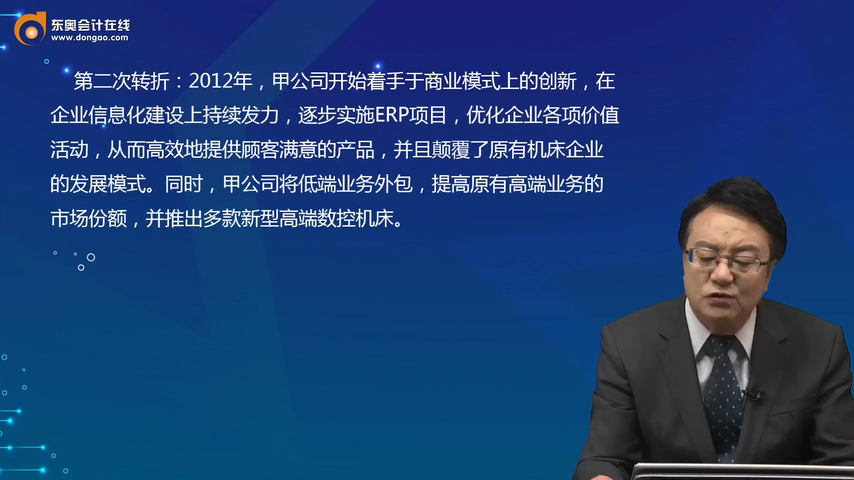 东奥会计在线
www.dongao.com
第二次转折：2012年，甲公司开始着手于商业模式上的创新，在
企业信息化建设上持续发力，逐步实施ERP项目，优化企业各项价值
活动，从而高效地提供顾客满意的产品，并且颠覆了原有机床企业
的发展模式。同时，甲公司将低端业务外包，提高原有高端业务的
市场份额，并推出多款新型高端数控机床。